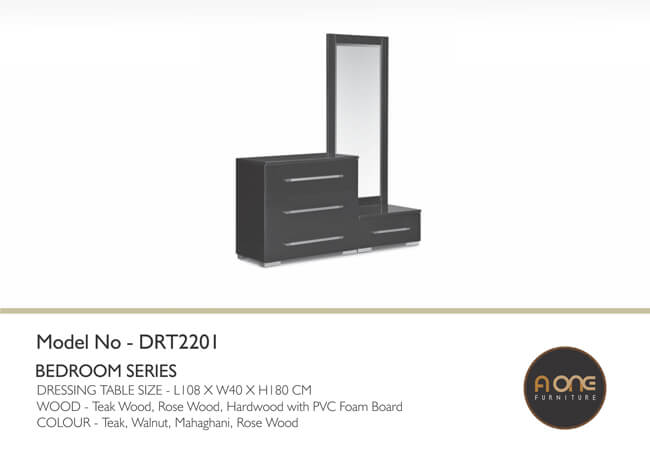 Model No - DRT2201
BEDROOM SERIES
DRESSING TABLE SIZE - L108 X W40 X H180 CM
WOOD - Teak Wood, Rose Wood, Hardwood with PVC Foam Board
COLOUR - Teak, Walnut, Mahaghani, Rose Wood
A ONE
FURNITURE